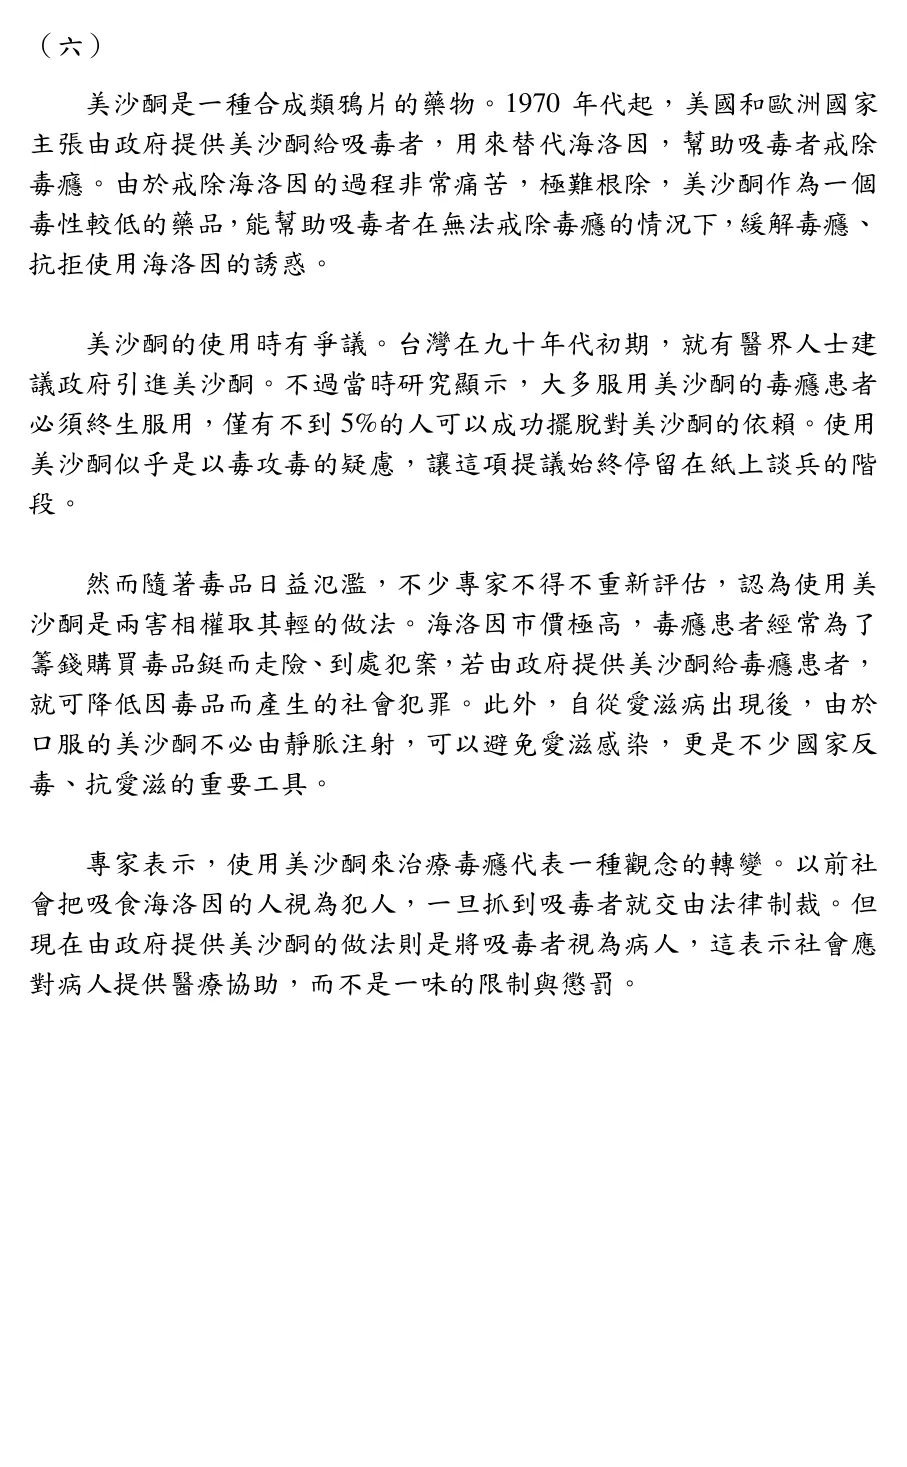 （六）
美沙酮是一種合成類鴉片的藥物。1970 年代起，美國和歐洲國家
主張由政府提供美沙酮給吸毒者，用來替代海洛因，幫助吸毒者戒除
毒癮。由於戒除海洛因的過程非常痛苦，極難根除，美沙酮作為一個
毒性較低的藥品，能幫助吸毒者在無法戒除毒癮的情況下，緩解毒癮、
抗拒使用海洛因的誘惑。
美沙酮的使用時有爭議。台灣在九十年代初期，就有醫界人士建
議政府引進美沙酮。不過當時研究顯示，大多服用美沙酮的毒癮患者
必須終生服用，僅有不到 5%的人可以成功擺脫對美沙酮的依賴。使用
美沙酮似乎是以毒攻毒的疑慮，讓這項提議始終停留在紙上談兵的階
段。
然而隨著毒品日益氾濫，不少專家不得不重新評估，認為使用美
沙酮是兩害相權取其輕的做法。海洛因市價極高，毒癮患者經常為了
籌錢購買毒品鋌而走險、到處犯案，若由政府提供美沙酮給毒癮患者，
就可降低因毒品而產生的社會犯罪。此外，自從愛滋病出現後，由於
口服的美沙酮不必由靜脈注射，可以避免愛滋感染，更是不少國家反
毒、抗愛滋的重要工具。
專家表示，使用美沙酮來治療毒癮代表一種觀念的轉變。以前社
會把吸食海洛因的人視為犯人，一旦抓到吸毒者就交由法律制裁。但
現在由政府提供美沙酮的做法則是將吸毒者視為病人，這表示社會應
對病人提供醫療協助，而不是一味的限制與懲罰。